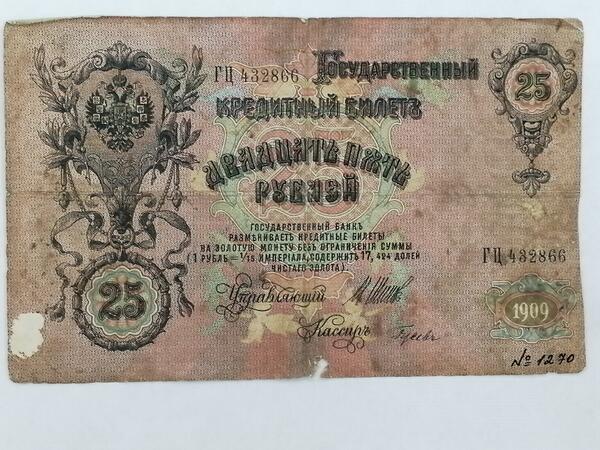 ГЦ 432866 ГОСУДАРСТВЕННЫЙ
КРЕДИТНЫЙ БИЛЕТЪ
25
ДВАДЦАТЬ ПЯТЬ
РУБЛЕЙ
ГОСУДАРСТВЕННЫЙ БАНКЪ
РАЗМѢНИВАЕТЪ КРЕДИТНЫЕ БИЛЕТЫ
НА ЗОЛОТУЮ МОНЕТУ БЕЗЪ ОГРАНИЧЕНІЯ СУММЫ
(1 РУБЛЬ = 1/15 ИМПЕРІАЛА, СОДЕРЖИТЪ 17,424 ДОЛЕЙ
ЧИСТАГО ЗОЛОТА).
ГЦ 432866
25
Управляющій И. Шипов
1909
Кассиръ Гусевъ
№ 1270